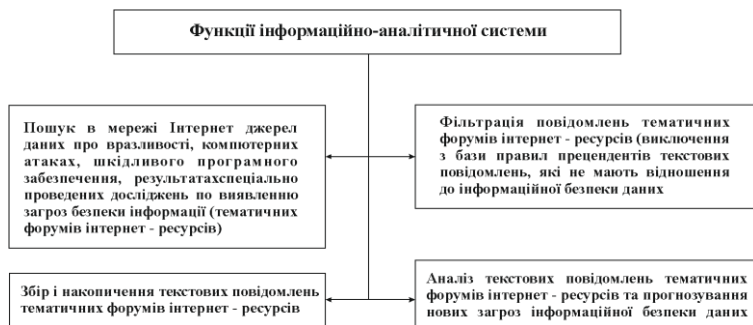 Функції інформаційно-аналітичної системи
Пошук в мережі Інтернет джерел
даних про вразливості, компютерних
атаках, шкідливого програмного
забезпечення, результатахспеціально
проведених досліджень по виявленню
загроз безпеки інформації (тематичних
форумів інтернет - ресурсів)
Фільтрація повідомлень тематичних
форумів інтернет - ресурсів (виключення
з бази правил прецендентів текстових
повідомлень, які не мають відношення
до інформаційної безпеки даних
Збір і накопичення текстових повідомлень
тематичних форумів інтернет - ресурсів
Аналіз текстових повідомлень тематичних
форумів інтернет - ресурсів та прогнозування
нових загроз інформаційної безпеки даних